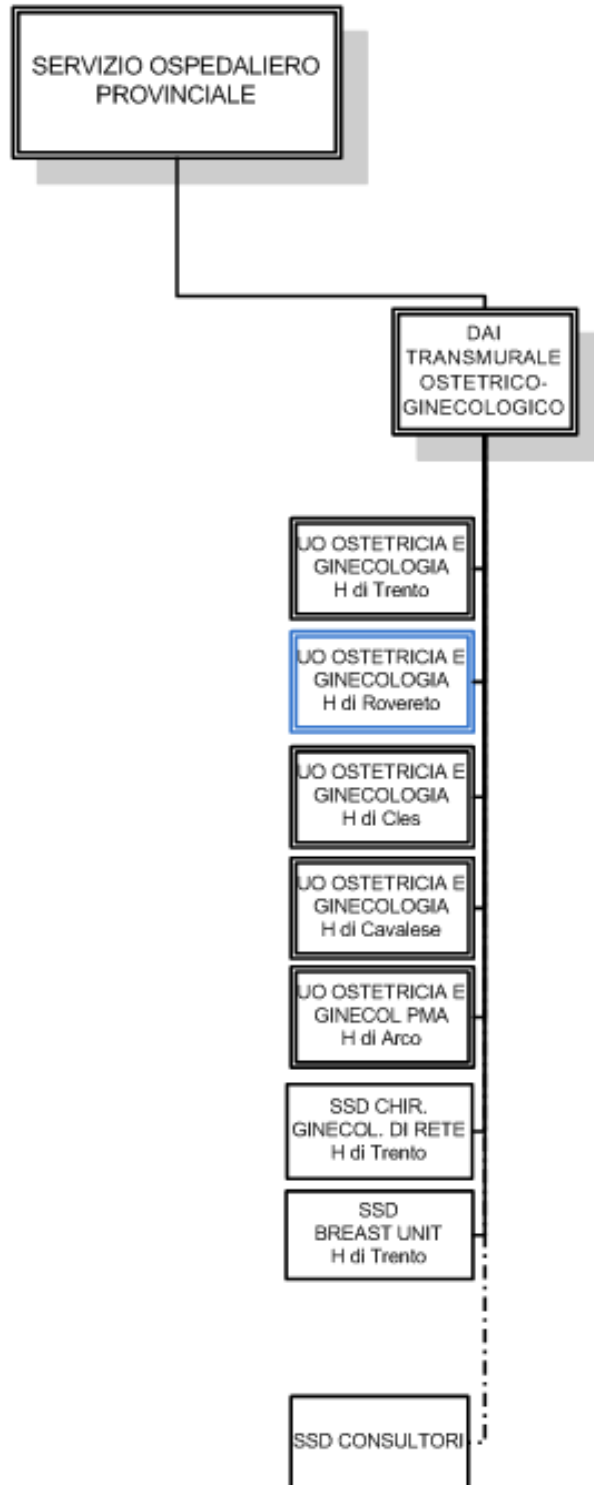 SERVIZIO OSPEDALIERO
PROVINCIALE
DAI
TRANSMURALE
OSTETRICO-
GINECOLOGICO
UO OSTETRICIA E
GINECOLOGIA
H di Trento
UO OSTETRICIA E
GINECOLOGIA
H di Rovereto
UO OSTETRICIA E
GINECOLOGIA
H di Cles
UO OSTETRICIA E
GINECOLOGIA
H di Cavalese
UO OSTETRICIA E
GINECOL PMA
H di Arco
SSD CHIR.
GINECOL. DI RETE
H di Trento
SSD
BREAST UNIT
H di Trento
SSD CONSULTORI